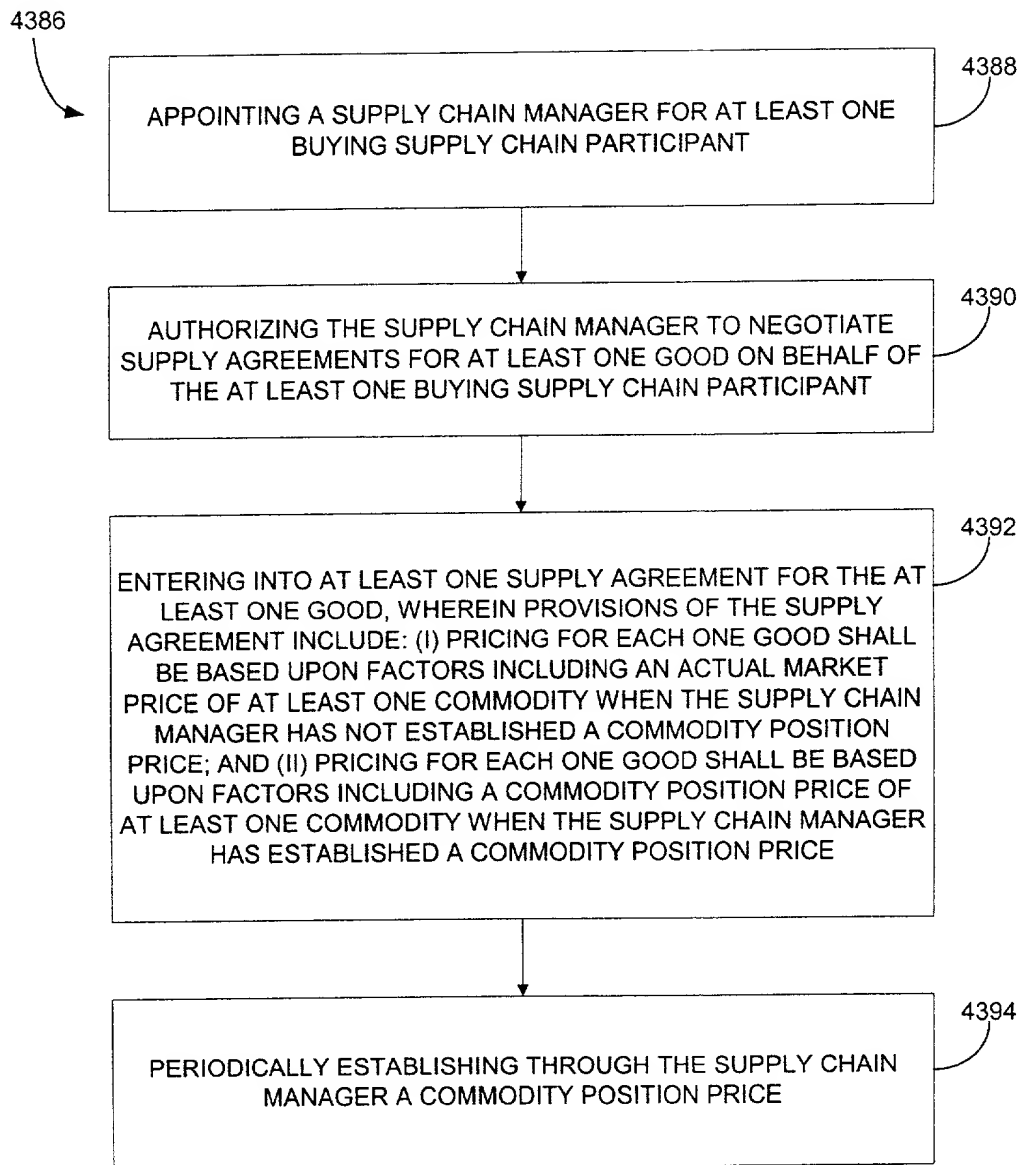 4386
4388
APPOINTING A SUPPLY CHAIN MANAGER FOR AT LEAST ONE
BUYING SUPPLY CHAIN PARTICIPANT
4390
AUTHORIZING THE SUPPLY CHAIN MANAGER TO NEGOTIATE
SUPPLY AGREEMENTS FOR AT LEAST ONE GOOD ON BEHALF OF
THE AT LEAST ONE BUYING SUPPLY CHAIN PARTICIPANT
4392
ENTERING INTO AT LEAST ONE SUPPLY AGREEMENT FOR THE AT
LEAST ONE GOOD, WHEREIN PROVISIONS OF THE SUPPLY
AGREEMENT INCLUDE: (I) PRICING FOR EACH ONE GOOD SHALL
BE BASED UPON FACTORS INCLUDING AN ACTUAL MARKET
PRICE OF AT LEAST ONE COMMODITY WHEN THE SUPPLY CHAIN
MANAGER HAS NOT ESTABLISHED A COMMODITY POSITION
PRICE; AND (II) PRICING FOR EACH ONE GOOD SHALL BE BASED
UPON FACTORS INCLUDING A COMMODITY POSITION PRICE OF
AT LEAST ONE COMMODITY WHEN THE SUPPLY CHAIN MANAGER
HAS ESTABLISHED A COMMODITY POSITION PRICE
4394
PERIODICALLY ESTABLISHING THROUGH THE SUPPLY CHAIN
MANAGER A COMMODITY POSITION PRICE